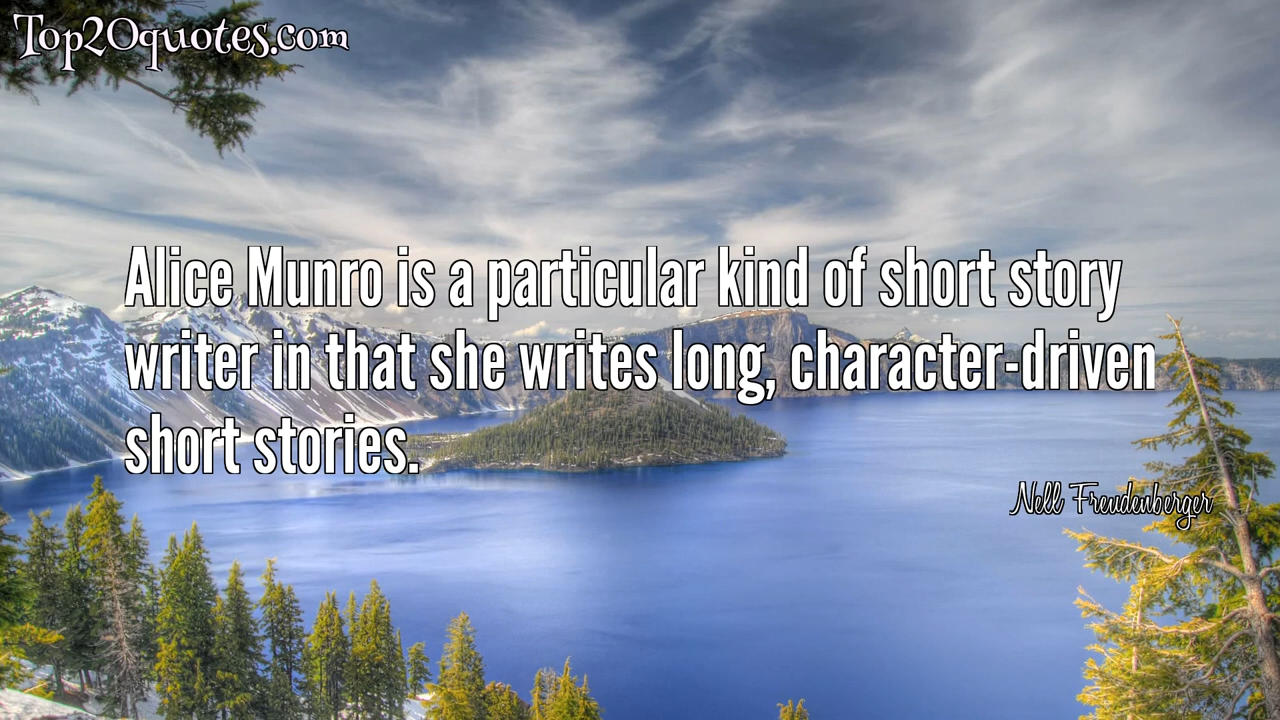 Top20quotes.com
Alice Munro is a particular kind of short story
writer in that she writes long, character-driven
short stories.
Nell Freudenberger